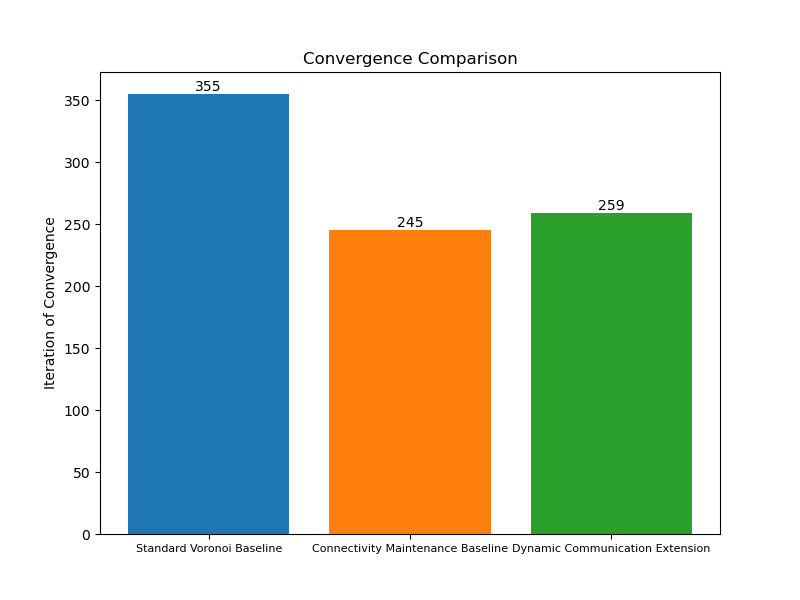 Convergence Comparison
Iteration of Convergence
350
300
250
200
150
100
50
0
355
245
259
Standard Voronoi Baseline
Connectivity Maintenance Baseline
Dynamic Communication Extension